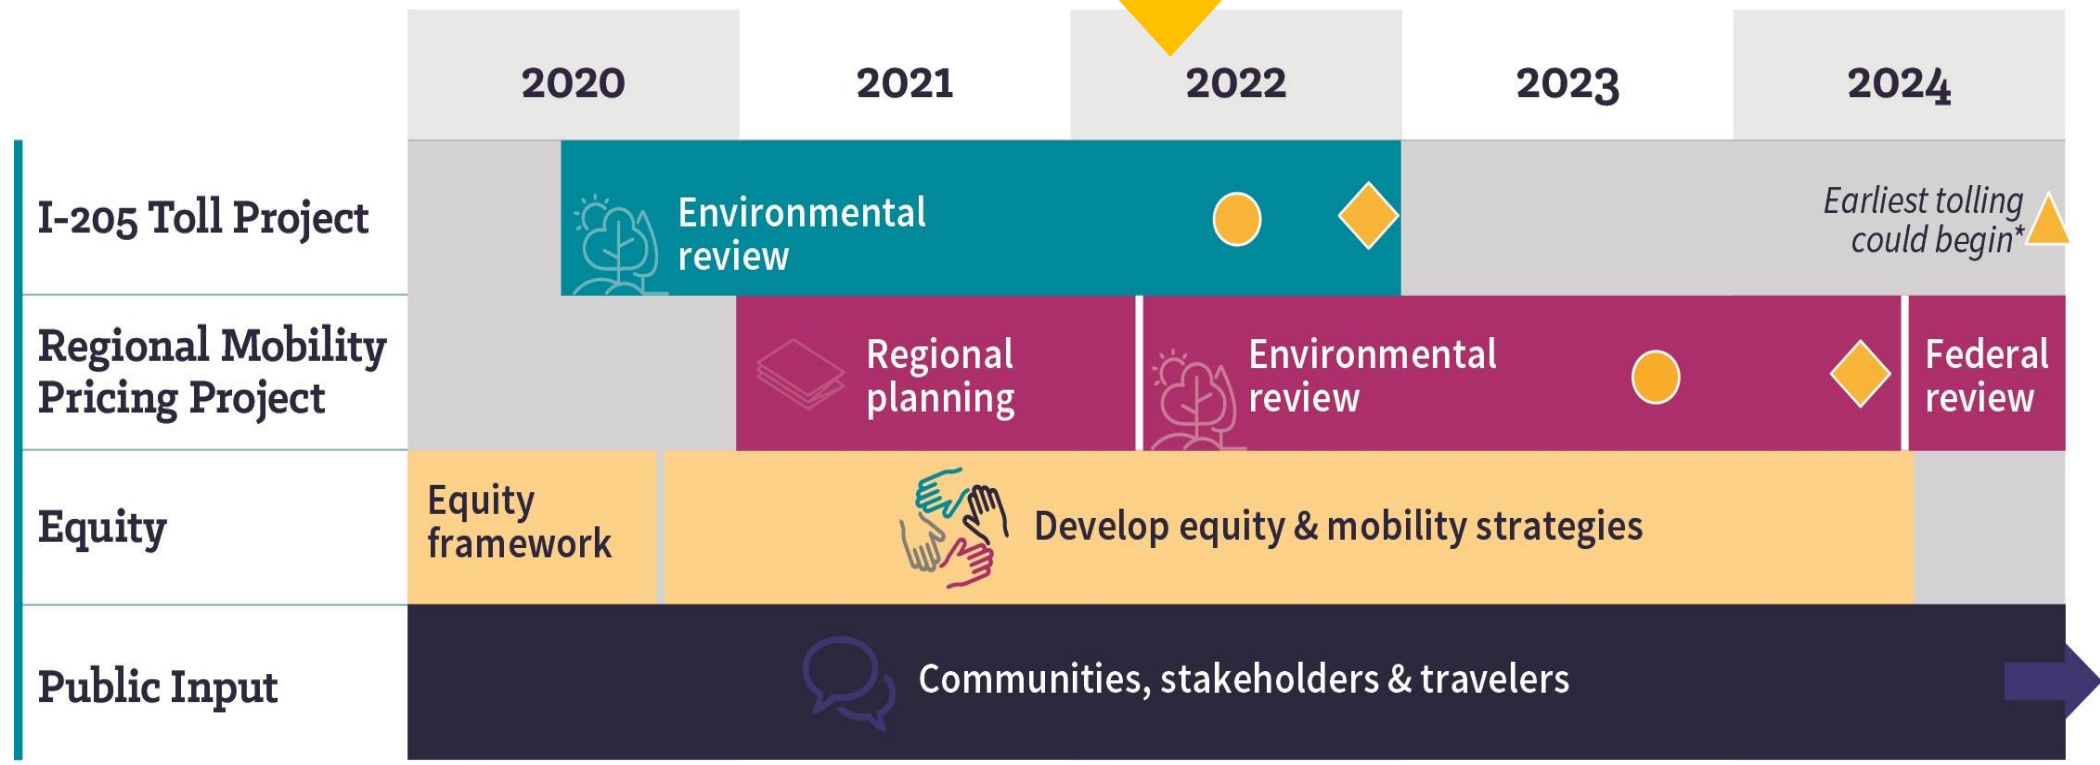 2020 2021 2022 2023 2024
I-205 Toll Project
Environmental
review
Earliest tolling
could begin*
Regional Mobility
Pricing Project
Regional
planning
Environmental
review
Federal
review
Equity
Equity
framework
Develop equity & mobility strategies
Public Input
Communities, stakeholders & travelers